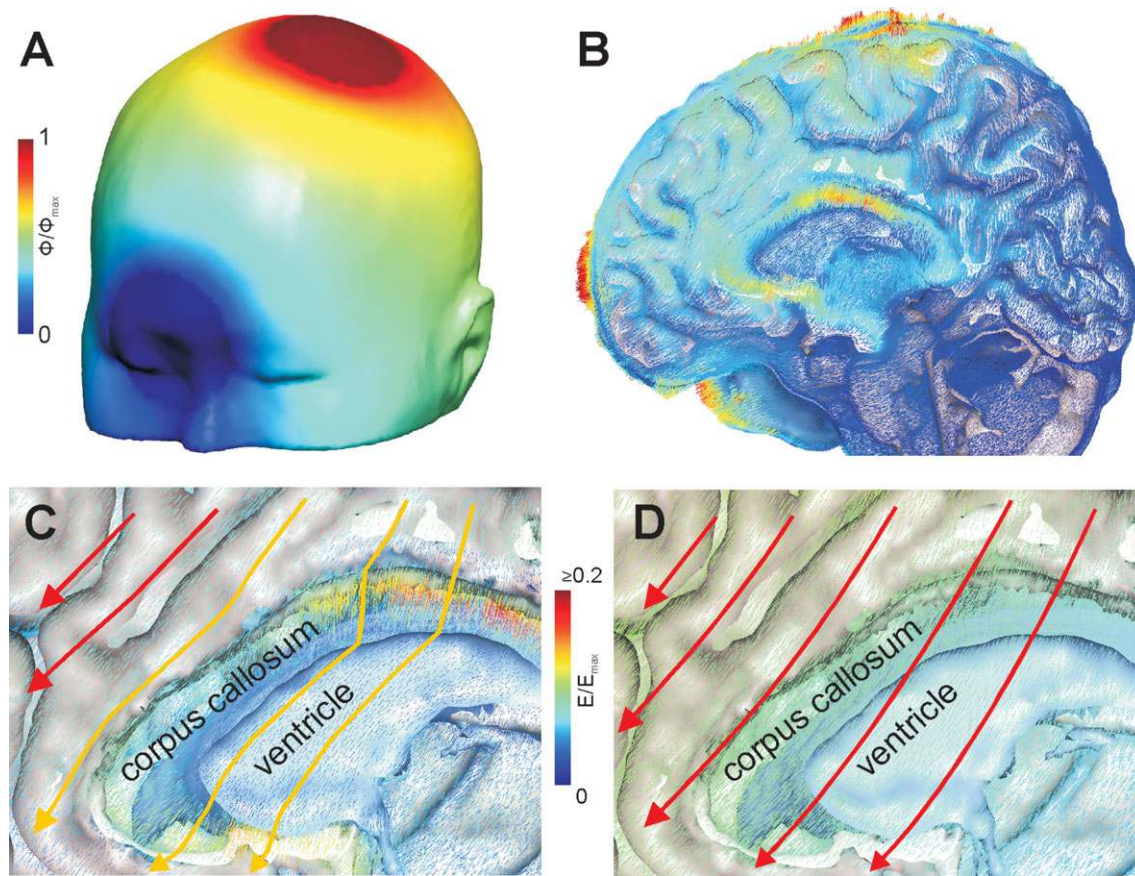 A
B
1
Φ/Φmax
0
C
D
corpus callosum
ventricle
≥0.2
E/Emax
0
corpus callosum
ventricle